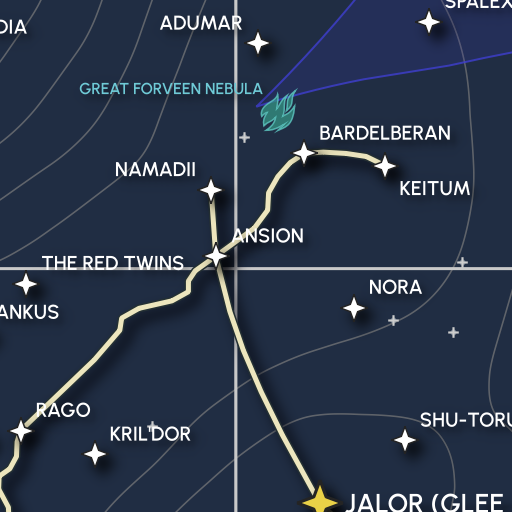 SPALEX
DIA
ADUMAR
GREAT FORVEEN NEBULA
BARDELBERAN
NAMADII
KEITUM
ANSION
THE RED TWINS
NORA
ANKUS
RAGO
SHU-TORU
KRIL'DOR
JALOR (GLEE